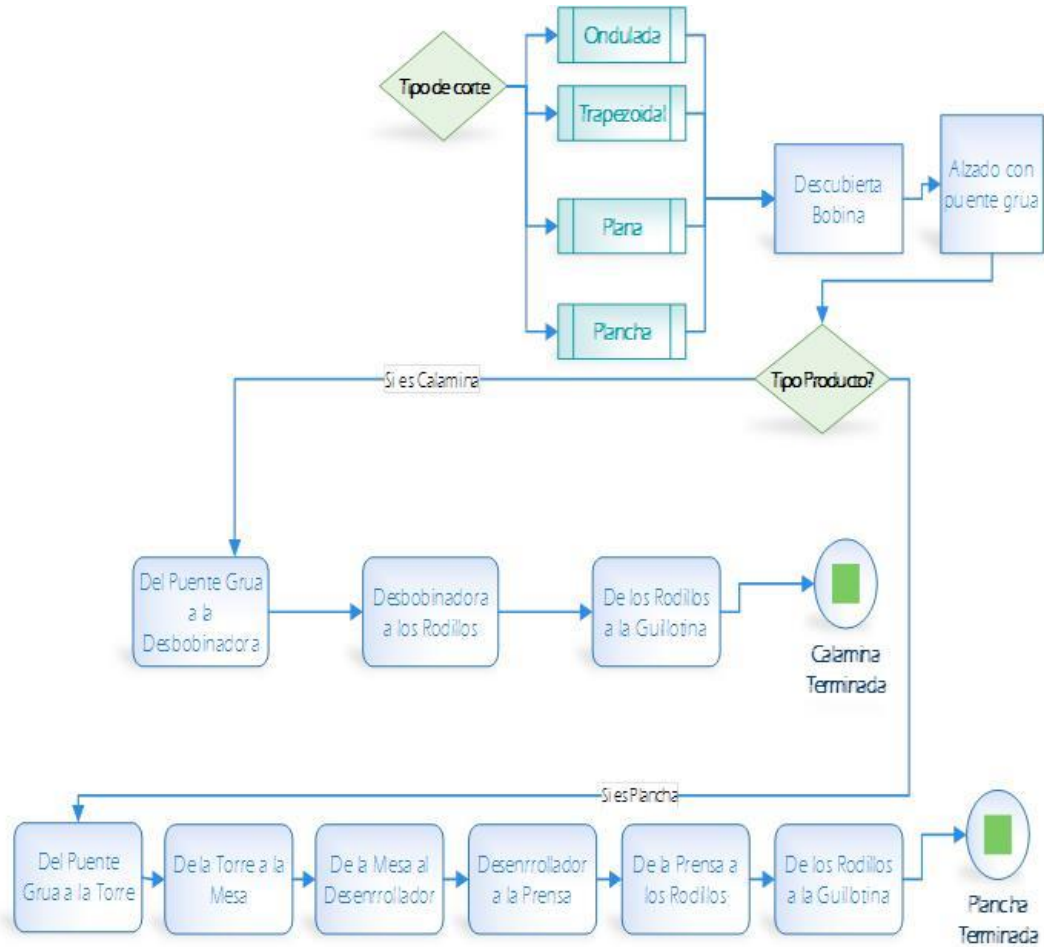 Ondulada
Tipo de corte
Trapezoidal
Plana
Plancha
Descubierta
Bobina
Alzado con
puente grua
Tipo Producto?
Si es Calamina
Del Puente Grua
a la
Desbobinadora
Desbobinadora
a los Rodillos
De los Rodillos
a la Guillotina
Calamina
Terminada
Si es Plancha
Del Puente
Grua a la Torre
De la Torre a la
Mesa
De la Mesa al
Desenrrollador
Desenrrollador
a la Prensa
De la Prensa a
los Rodillos
De los Rodillos
a la Guillotina
Plancha
Terminada